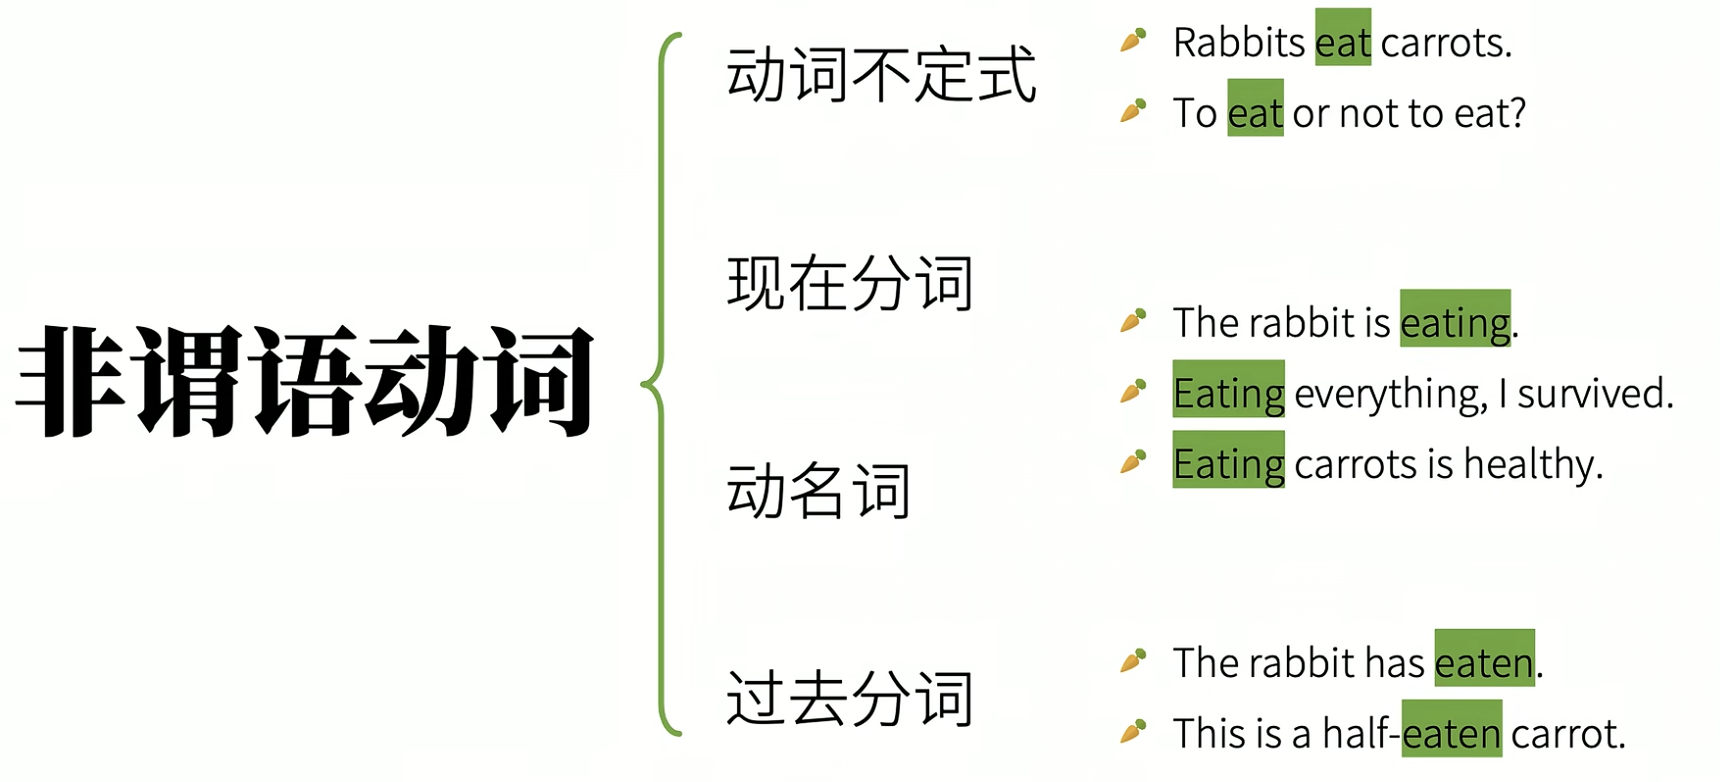 非谓语动词
动词不定式
Rabbits eat carrots.
To eat or not to eat?
现在分词
The rabbit is eating.
Eating everything, I survived.
Eating carrots is healthy.
动名词
过去分词
The rabbit has eaten.
This is a half-eaten carrot.